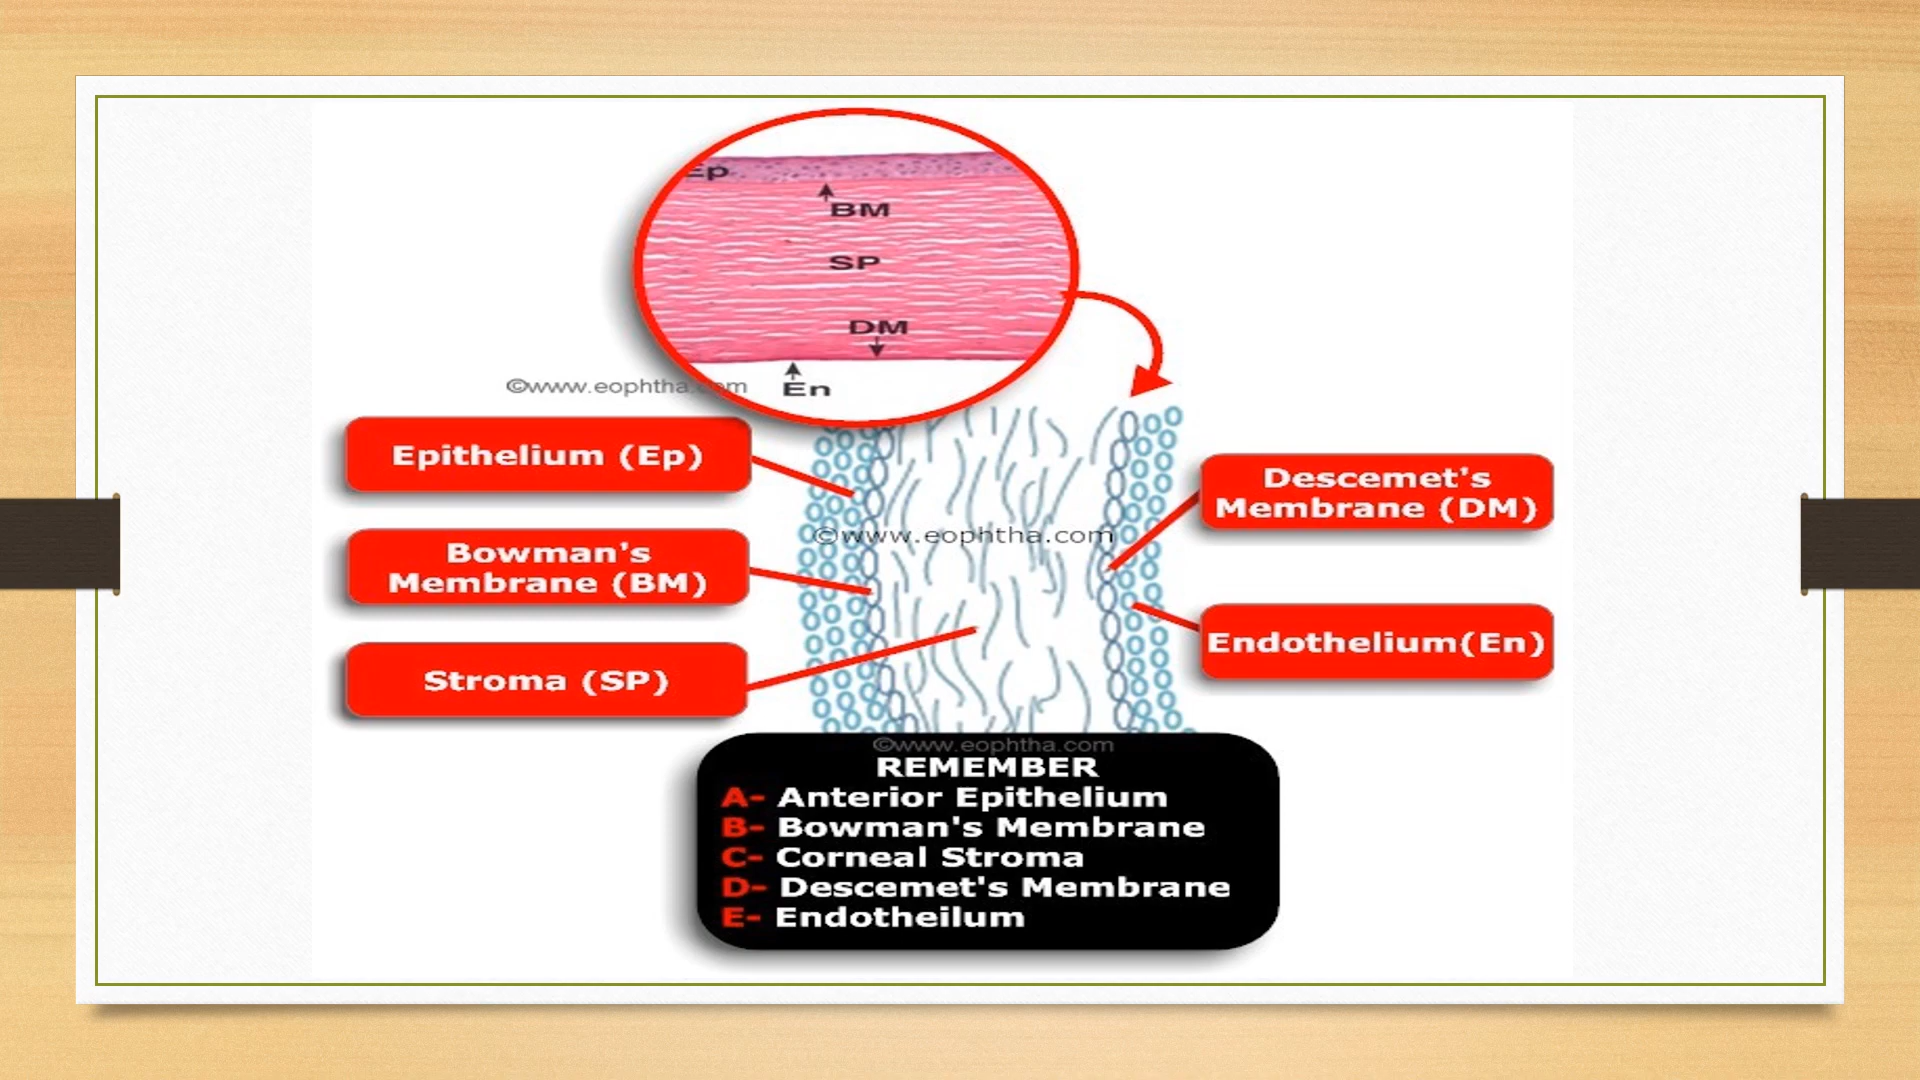 Ep
BM
SP
DM
En
©www.eophtha.com
Epithelium (Ep)
Bowman's
Membrane (BM)
Stroma (SP)
Descemet's
Membrane (DM)
Endothelium(En)
©www.eophtha.com
©www.eophtha.com
REMEMBER
A- Anterior Epithelium
B- Bowman's Membrane
C- Corneal Stroma
D- Descemet's Membrane
E- Endotheilum